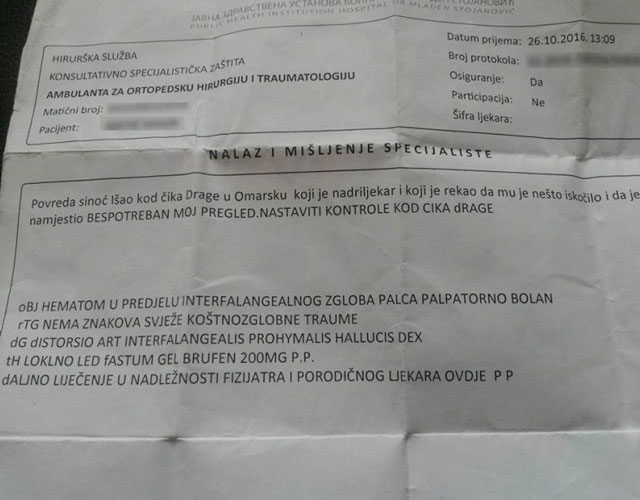 ЈАВНА ЗДРАВСТВЕНА УСТАНОВА
PUBLIC HEALTH INSTITUTION HOSPITAL DR MLADEN STOJANOVIĆ
HIRURŠKA SLUŽBA
KONSULTATIVNO SPECIJALISTIČKA ZAŠTITA
AMBULANTA ZA ORTOPEDSKU HIRURGIJU I TRAUMATOLOGIJU
Matični broj:
Pacijent:
Datum prijema: 26.10.2016. 13:09
Broj protokola:
Osiguranje: Da
Participacija: Ne
Šifra ljekara:
NALAZ I MIŠLJENJE SPECIJALISTE
Povreda sinoć Išao kod čika Drage u Omarsku koji je nadriljekar i koji je rekao da mu je nešto iskočilo i da je
namjestio BESPOTREBAN MOJ PREGLED.NASTAVITI KONTROLE KOD CIKA dRAGE
oBJ HEMATOM U PREDJELU INTERFALANGEALNOG ZGLOBA PALCA PALPATORNO BOLAN
rTG NEMA ZNAKOVA SVJEŽE KOŠTNOZGLOBNE TRAUME
dG dISTORSIO ART INTERFALANGEALIS PROHYMALIS HALLUCIS DEX
tH LOKLNO LED fASTUM GEL BRUFEN 200MG P.P.
dALJNO LIJEČENJE U NADLEŽNOSTI FIZIJATRA I PORODIČNOG LJEKARA OVDJE P P